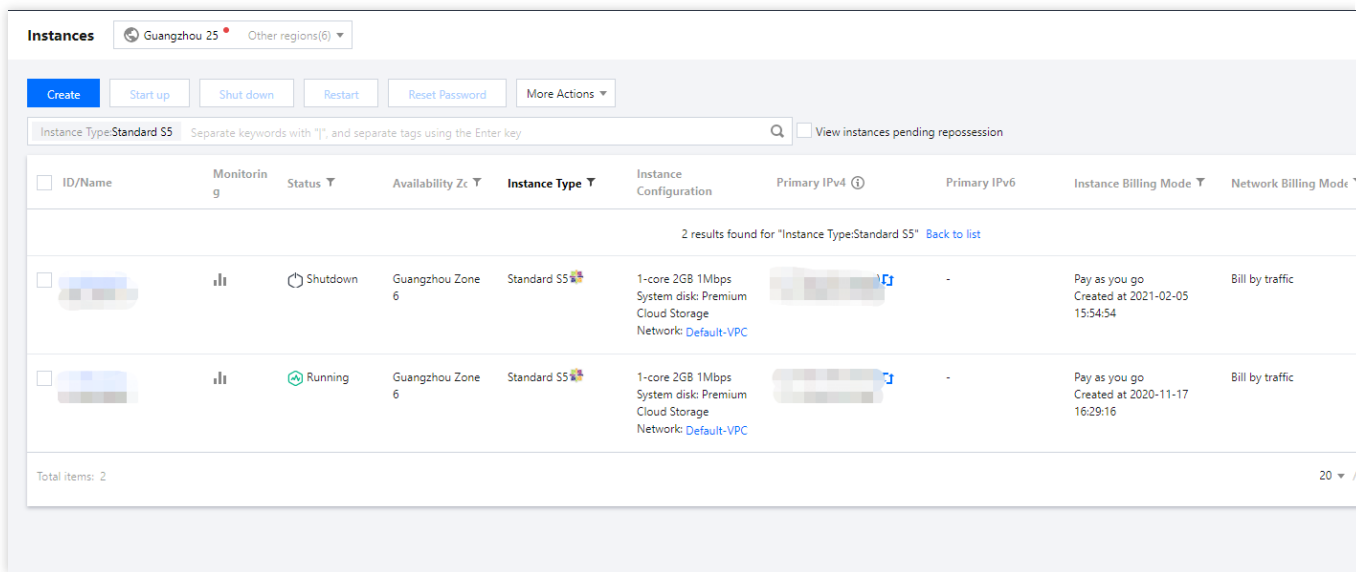 Instances Guangzhou 25 Other regions(6)
Create Start up Shut down Restart Reset Password More Actions
Instance Type:Standard S5 Separate keywords with "|", and separate tags using the Enter key View instances pending repossession
ID/Name Monitorin
g Status Availability Zc Instance Type Instance
Configuration Primary IPv4 Primary IPv6 Instance Billing Mode Network Billing Mode
2 results found for "Instance Type:Standard S5" Back to list
Shutdown Guangzhou Zone
6 Standard S5 1-core 2GB 1Mbps
System disk: Premium
Cloud Storage
Network: Default-VPC - Pay as you go
Created at 2021-02-05
15:54:54 Bill by traffic
Running Guangzhou Zone
6 Standard S5 1-core 2GB 1Mbps
System disk: Premium
Cloud Storage
Network: Default-VPC - Pay as you go
Created at 2020-11-17
16:29:16 Bill by traffic
Total items: 2 20 /